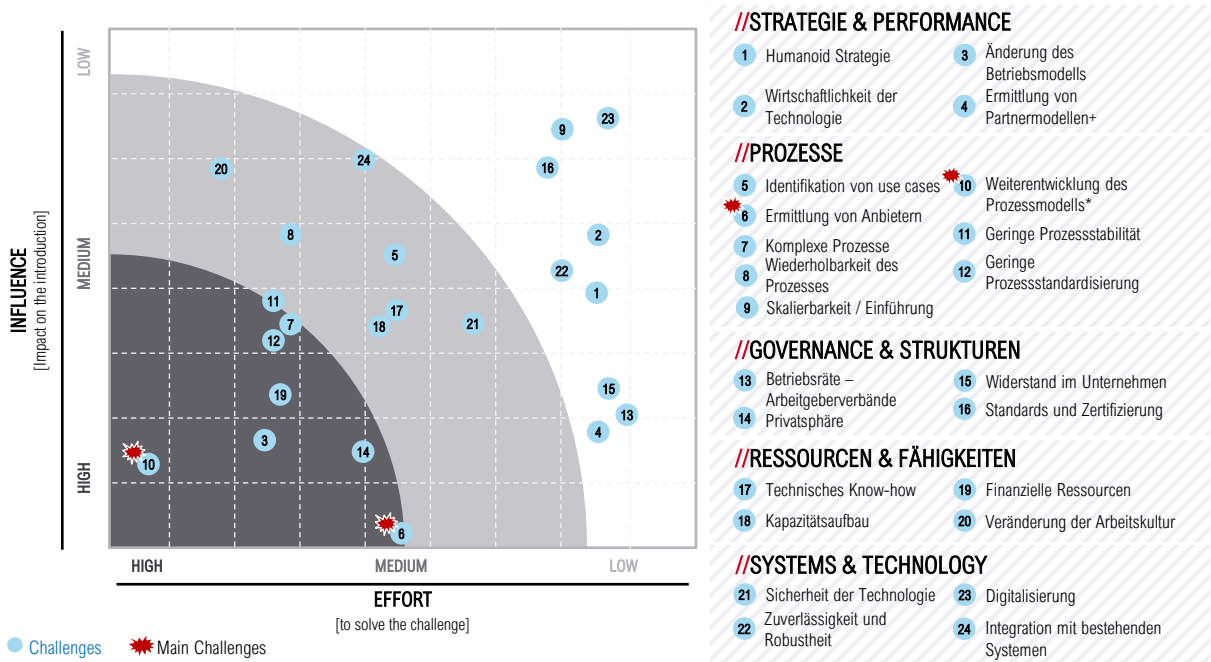 INFLUENCE
[Impact on the introduction]
LOW
MEDIUM
HIGH
23
9
24
16
20
8
2
5
22
1
11
17
7
18
21
12
15
19
13
4
3
14
10
6
HIGH
MEDIUM
LOW
EFFORT
[to solve the challenge]
Challenges
Main Challenges
//STRATEGIE & PERFORMANCE
1 Humanoid Strategie
2 Wirtschaftlichkeit der
Technologie
3 Änderung des
Betriebsmodells
4 Ermittlung von
Partnermodellen+
//PROZESSE
5 Identifikation von use cases
6 Ermittlung von Anbietern
7 Komplexe Prozesse
8 Wiederholbarkeit des
Prozesses
9 Skalierbarkeit / Einführung
10 Weiterentwicklung des
Prozessmodells*
11 Geringe Prozessstabilität
12 Geringe
Prozessstandardisierung
//GOVERNANCE & STRUKTUREN
13 Betriebsräte –
Arbeitgeberverbände
14 Privatsphäre
15 Widerstand im Unternehmen
16 Standards und Zertifizierung
//RESSOURCEN & FÄHIGKEITEN
17 Technisches Know-how
18 Kapazitätsaufbau
19 Finanzielle Ressourcen
20 Veränderung der Arbeitskultur
//SYSTEMS & TECHNOLOGY
21 Sicherheit der Technologie
22 Zuverlässigkeit und
Robustheit
23 Digitalisierung
24 Integration mit bestehenden
Systemen